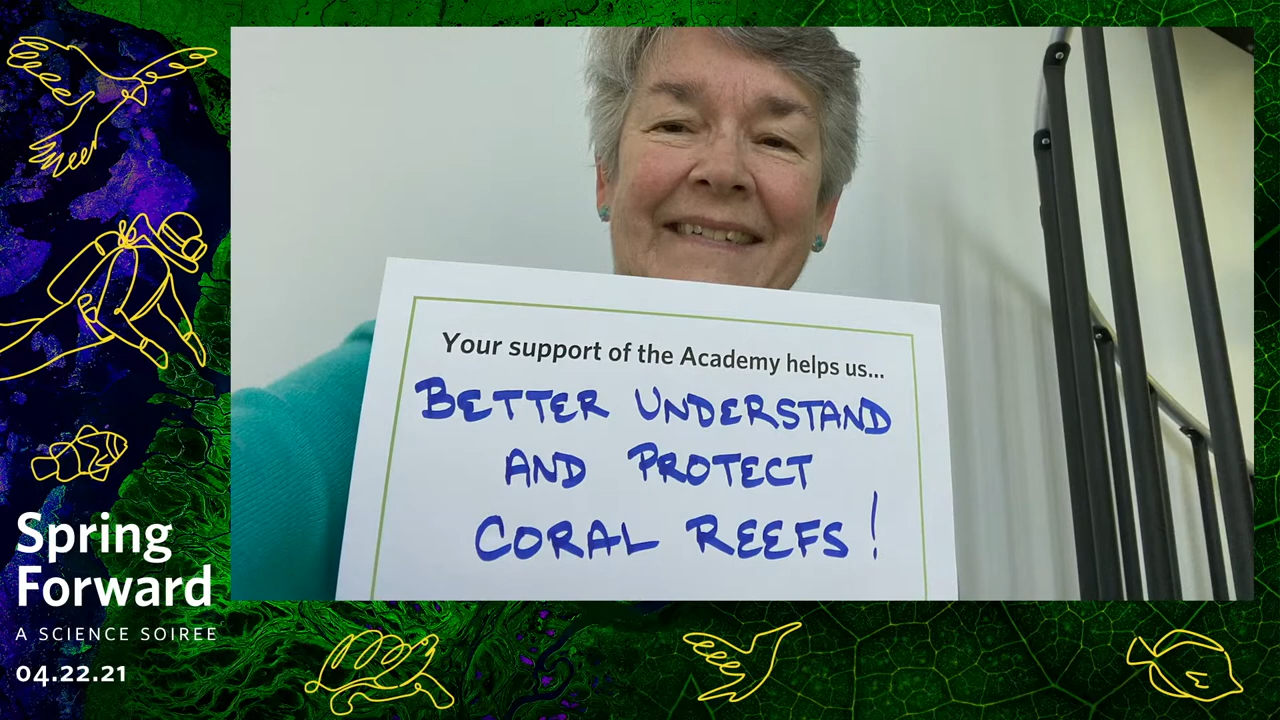 Your support of the Academy helps us...
BETTER UNDERSTAND
AND PROTECT
CORAL REEFS!
Spring
Forward
A SCIENCE SOIREE
04.22.21